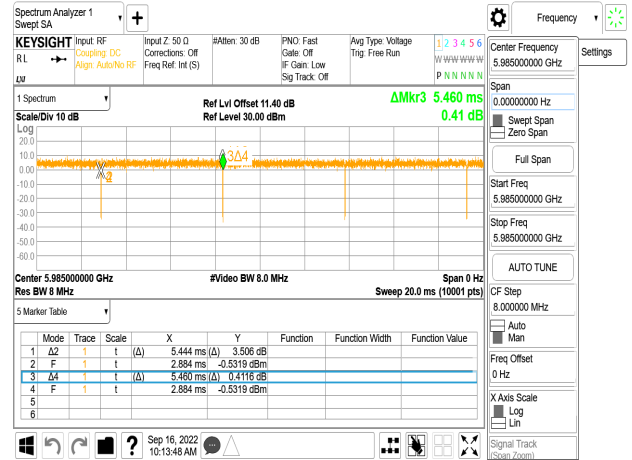 Spectrum Analyzer 1
Swept SA
Frequency
KEYSIGHT
Input: RF
Coupling: DC
Align: Auto/No RF
Input Z: 50 Ω
Corrections: Off
Freq Ref: Int (S)
#Atten: 30 dB
PNO: Fast
Gate: Off
IF Gain: Low
Sig Track: Off
Avg Type: Voltage
Trig: Free Run
1 2 3 4 5 6
W W W W W W
P N N N N N
R L
1 Spectrum
Scale/Div 10 dB
Ref Lvl Offset 11.40 dB
Ref Level 30.00 dBm
ΔMkr3 5.460 ms
0.41 dB
Log
20.0
10.0
0.00
-10.0
-20.0
-30.0
-40.0
-50.0
-60.0
3Δ4
Center 5.985000000 GHz
#Video BW 8.0 MHz
Span 0 Hz
Res BW 8 MHz
Sweep 20.0 ms (10001 pts)
5 Marker Table
Mode Trace Scale X Y Function Function Width Function Value
1 Δ2 1 t (Δ) 5.444 ms (Δ) 3.506 dB
2 F 1 t 2.884 ms -0.5319 dBm
3 Δ4 1 t (Δ) 5.460 ms (Δ) 0.4116 dB
4 F 1 t 2.884 ms -0.5319 dBm
5
6
Sep 16, 2022
10:13:48 AM
?
Center Frequency
5.985000000 GHz
Settings
Span
0.00000000 Hz
Swept Span
Zero Span
Full Span
Start Freq
5.985000000 GHz
Stop Freq
5.985000000 GHz
AUTO TUNE
CF Step
8.000000 MHz
Auto
Man
Freq Offset
0 Hz
X Axis Scale
Log
Lin
Signal Track
(Span Zoom)